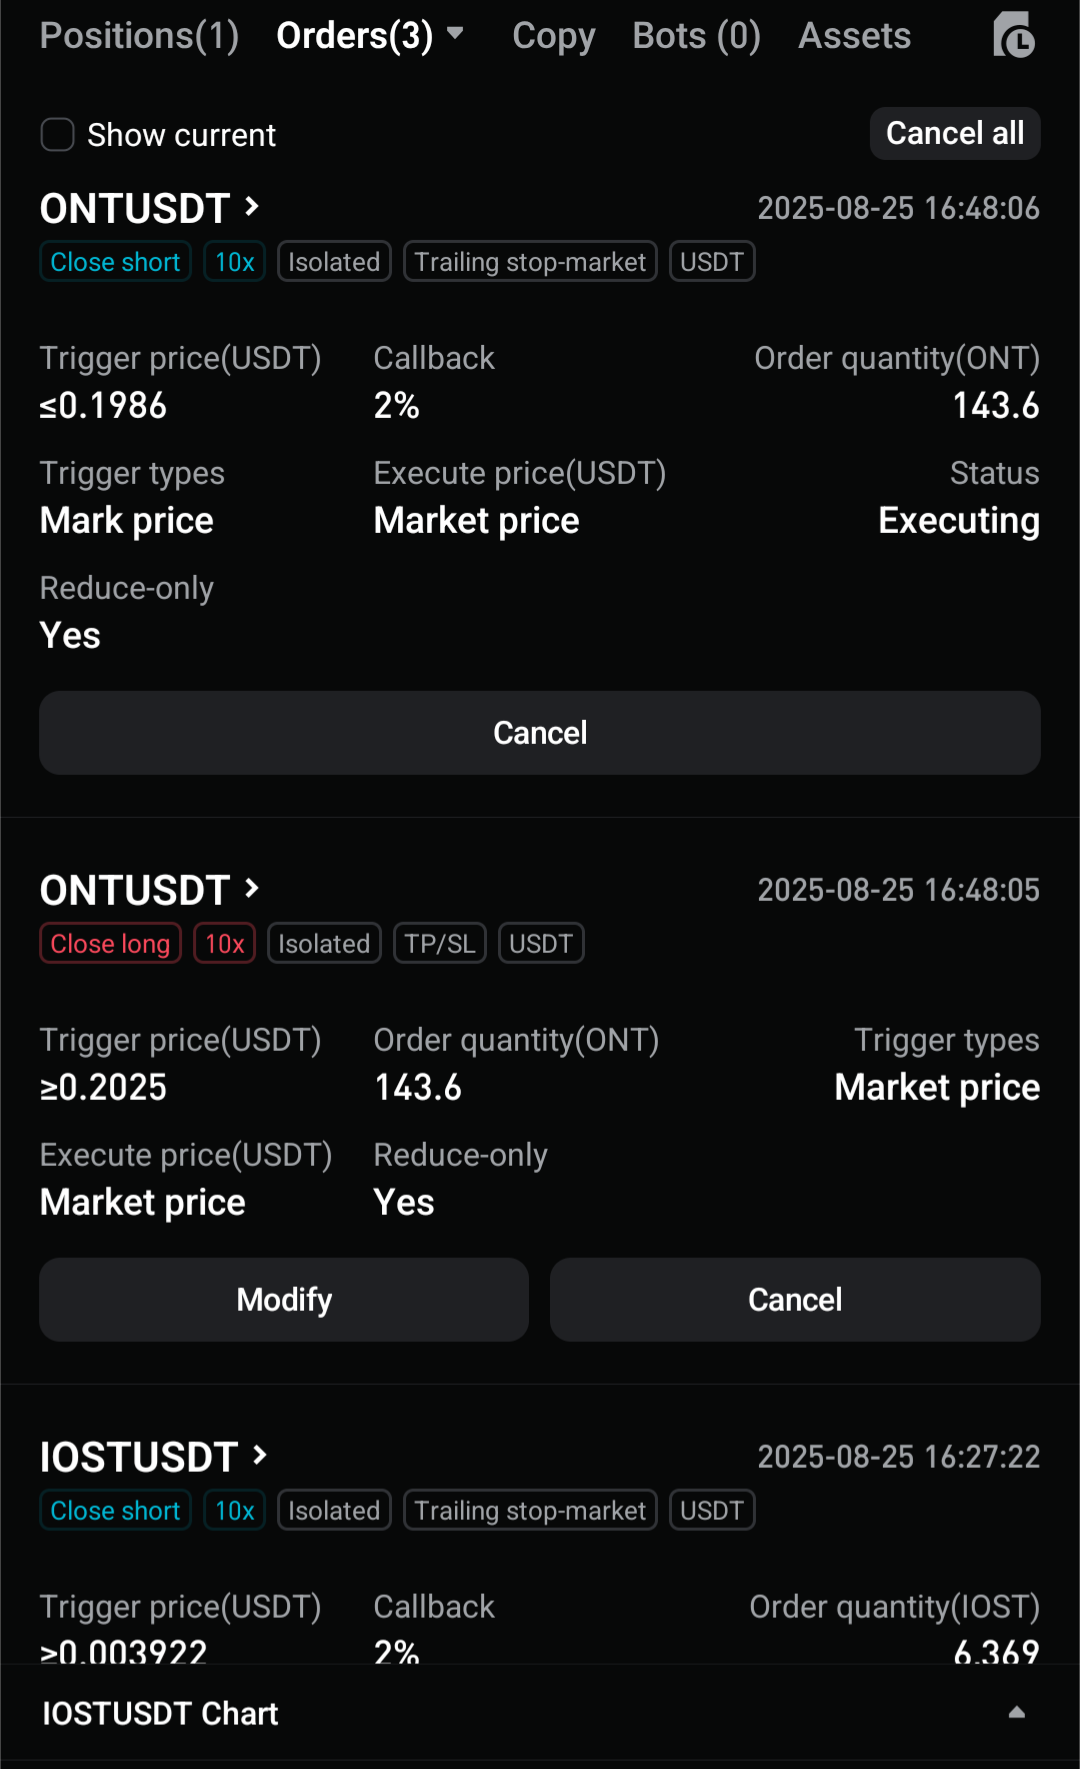 Positions(1) Orders(3) Copy Bots (0) Assets
Show current Cancel all
ONTUSDT 2025-08-25 16:48:06
Close short 10x Isolated Trailing stop-market USDT
Trigger price(USDT) Callback Order quantity(ONT)
≤0.1986 2% 143.6
Trigger types Execute price(USDT) Status
Mark price Market price Executing
Reduce-only
Yes
Cancel
ONTUSDT 2025-08-25 16:48:05
Close long 10x Isolated TP/SL USDT
Trigger price(USDT) Order quantity(ONT) Trigger types
≥0.2025 143.6 Market price
Execute price(USDT) Reduce-only
Market price Yes
Modify Cancel
IOSTUSDT 2025-08-25 16:27:22
Close short 10x Isolated Trailing stop-market USDT
Trigger price(USDT) Callback Order quantity(IOST)
≥0.003922 2% 6,369
IOSTUSDT Chart